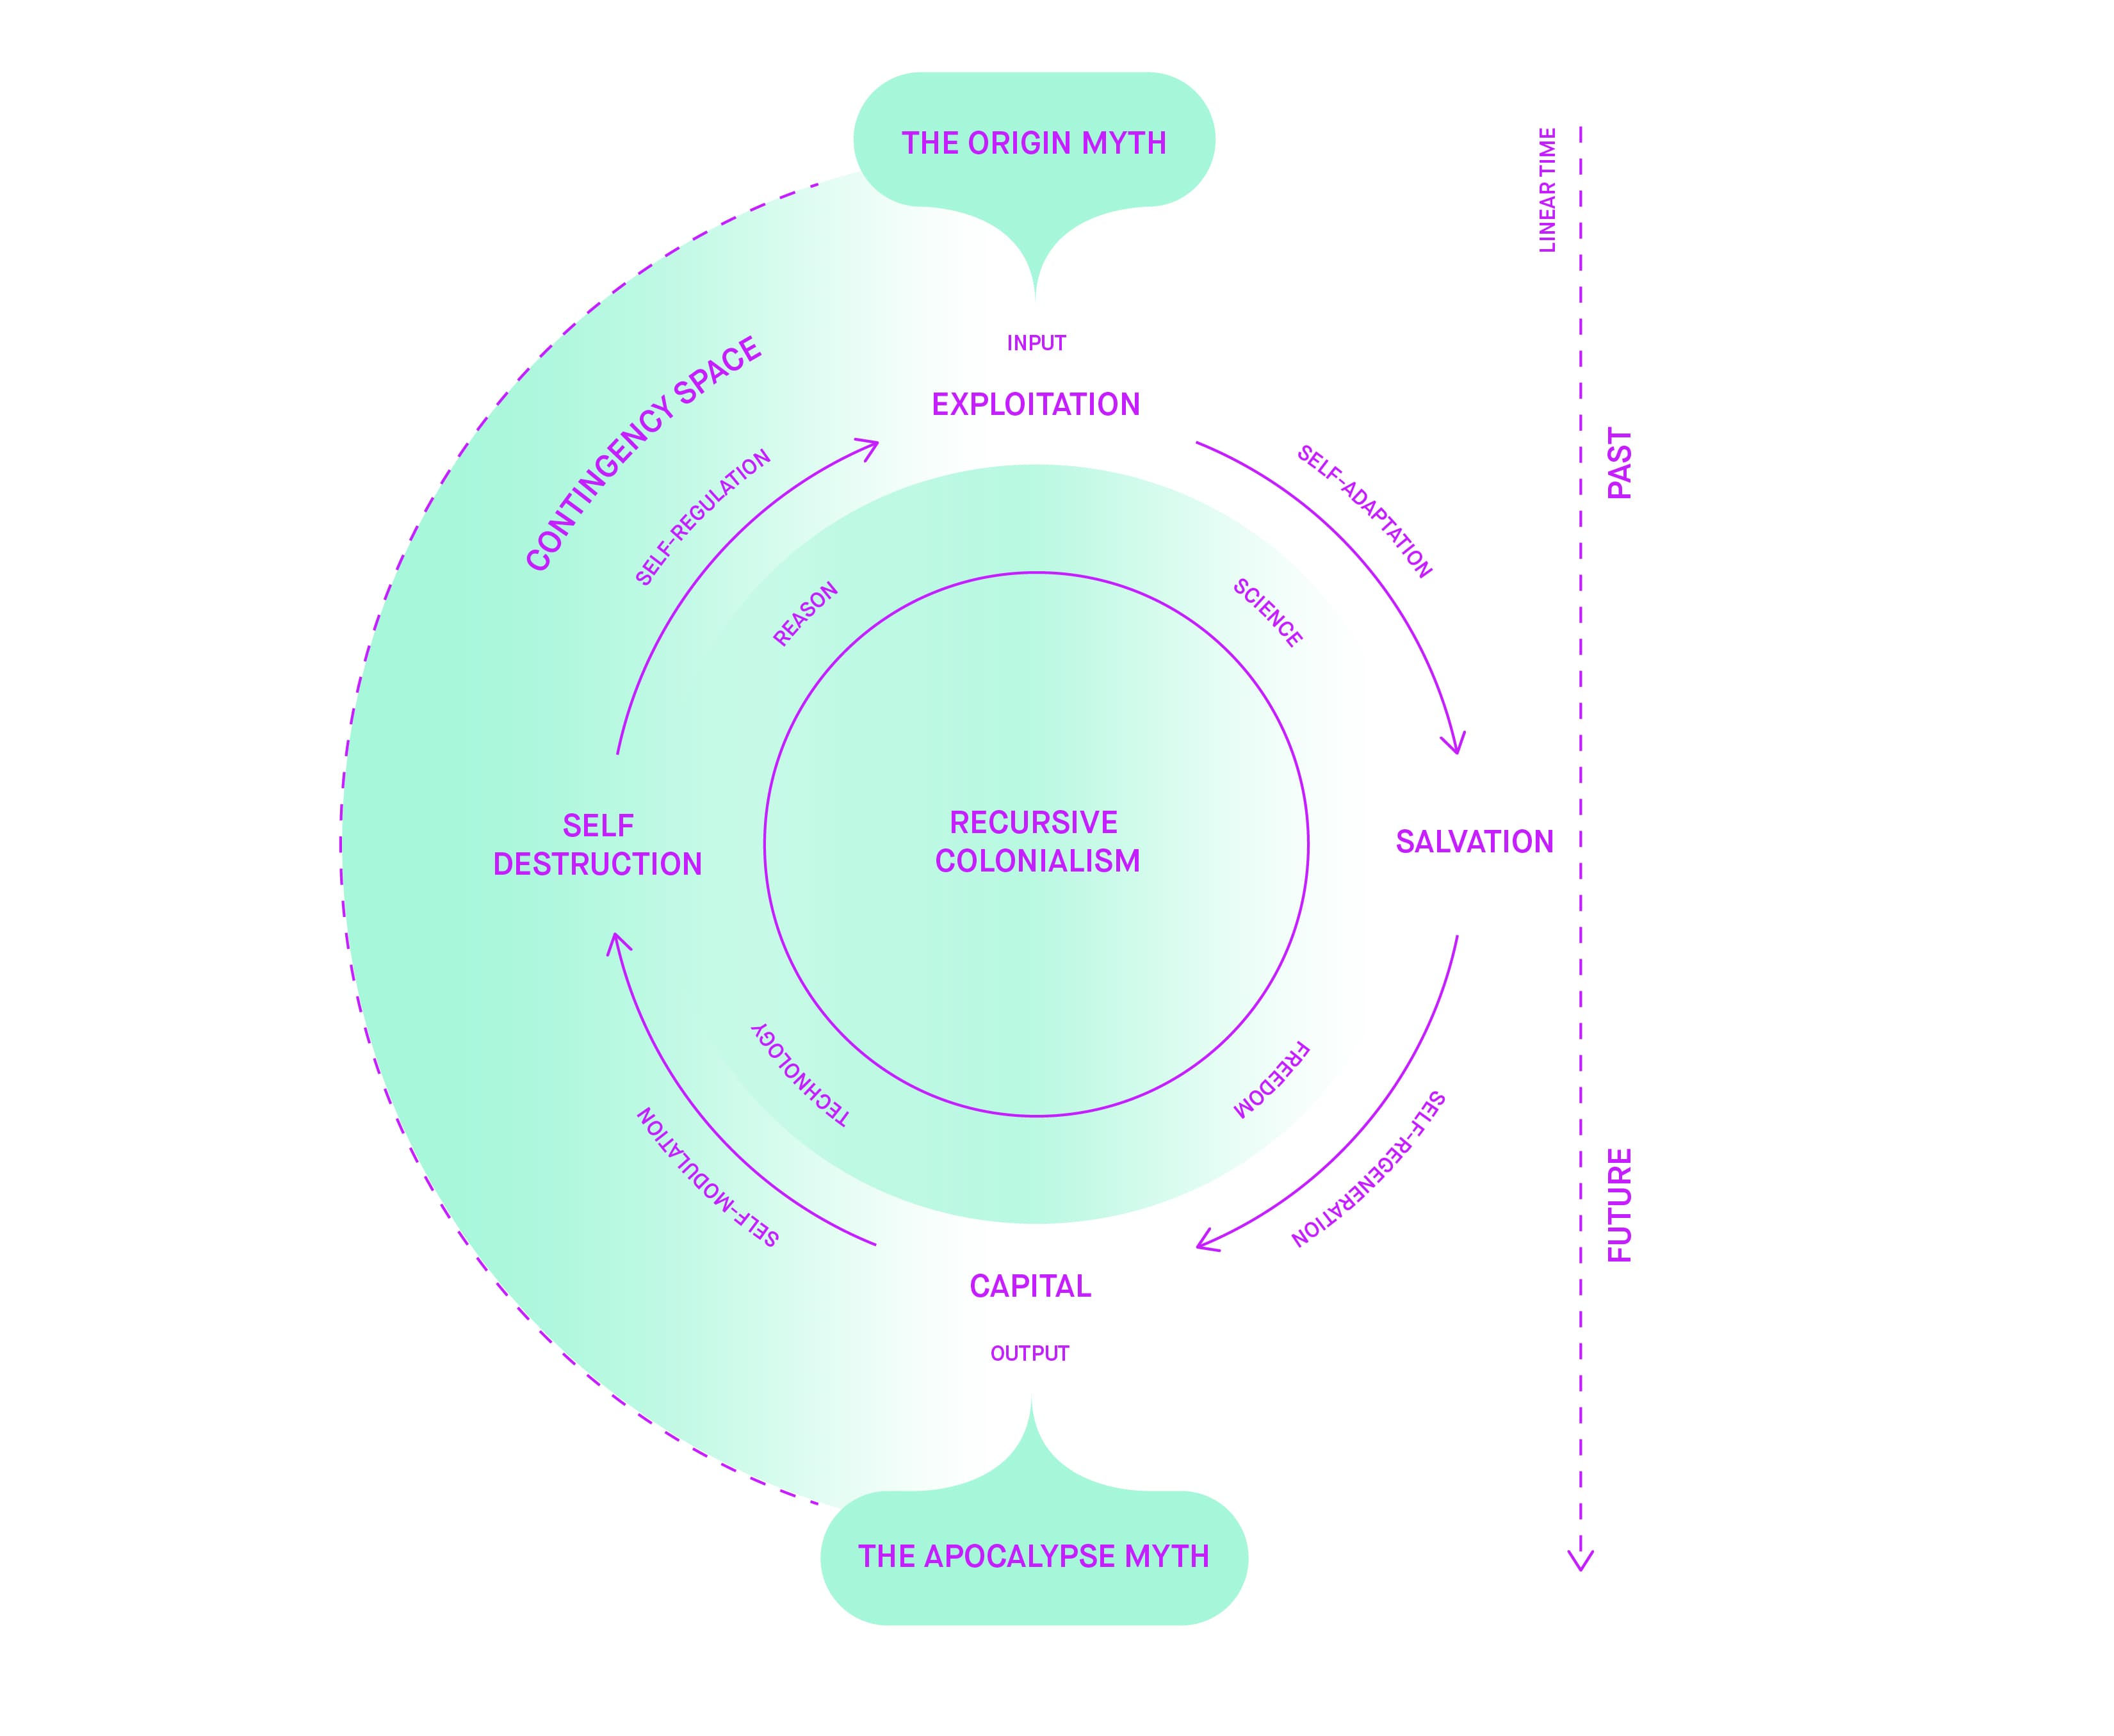 THE ORIGIN MYTH
LINEAR TIME
INPUT
EXPLOITATION
CONTINGENCY SPACE
SELF-REGULATION
SELF-ADAPTATION
PAST
REASON
SCIENCE
SELF
DESTRUCTION
RECURSIVE
COLONIALISM
SALVATION
TECHNOLOGY
FREEDOM
SELF-MODULATION
SELF-REGENERATION
FUTURE
CAPITAL
OUTPUT
THE APOCALYPSE MYTH